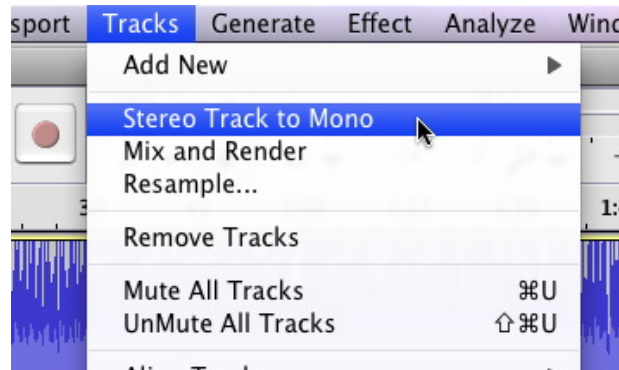 sport Tracks Generate Effect Analyze Wind
Add New
Stereo Track to Mono
Mix and Render
Resample...
Remove Tracks
Mute All Tracks ⌘U
UnMute All Tracks ⇧⌘U